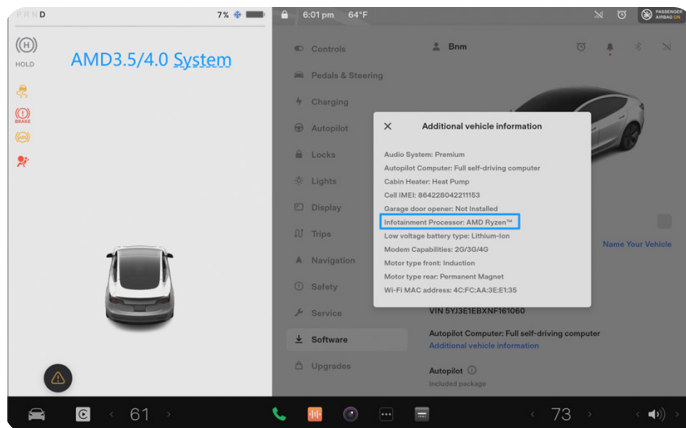 P R N D
7%
6:01 pm 64°F
PASSENGER
AIRBAG ON
HOLD
AMD3.5/4.0 System
BRAKE
ABS
Controls
Pedals & Steering
Charging
Autopilot
Locks
Lights
Display
Trips
Navigation
Safety
Service
Software
Upgrades
Bnm
Additional vehicle information
Audio System: Premium
Autopilot Computer: Full self-driving computer
Cabin Heater: Heat Pump
Cell IMEI: 864228042211153
Garage door opener: Not Installed
Infotainment Processor: AMD Ryzen™
Low voltage battery type: Lithium-Ion
Modem Capabilities: 2G/3G/4G
Motor type front: Induction
Motor type rear: Permanent Magnet
Wi-Fi MAC address: 4C:FC:AA:3E:E1:35
Name Your Vehicle
VIN 5YJ3E1EBXNF161060
Autopilot Computer: Full self-driving computer
Additional vehicle information
Autopilot
Included package
61
73